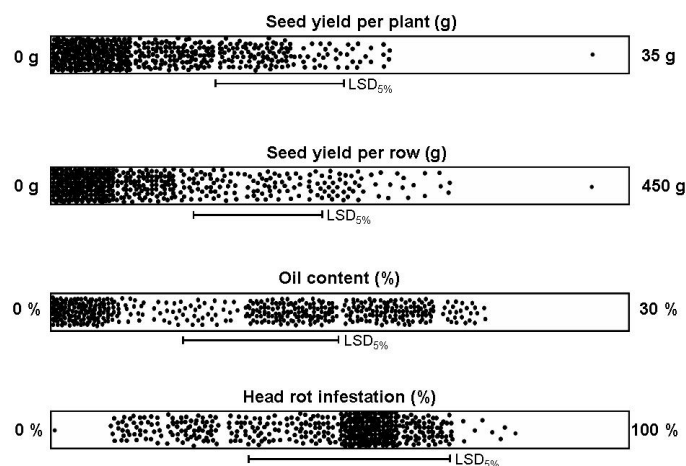 Seed yield per plant (g)
0 g 35 g
LSD5%
Seed yield per row (g)
0 g 450 g
LSD5%
Oil content (%)
0 % 30 %
LSD5%
Head rot infestation (%)
0 % 100 %
LSD5%